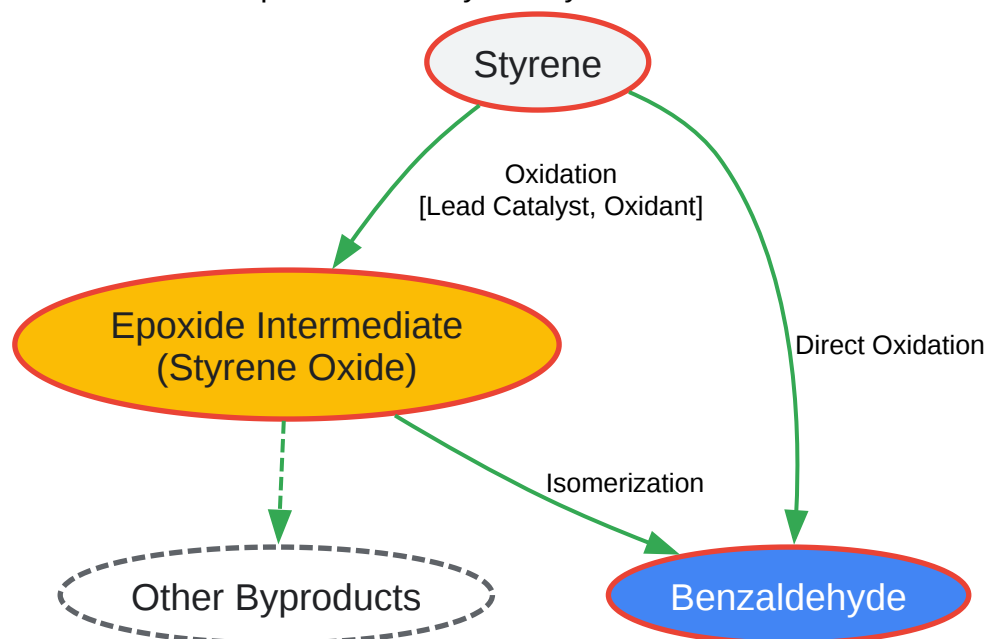 Styrene
Oxidation
[Lead Catalyst, Oxidant]
Epoxide Intermediate
(Styrene Oxide)
Direct Oxidation
Isomerization
Other Byproducts
Benzaldehyde